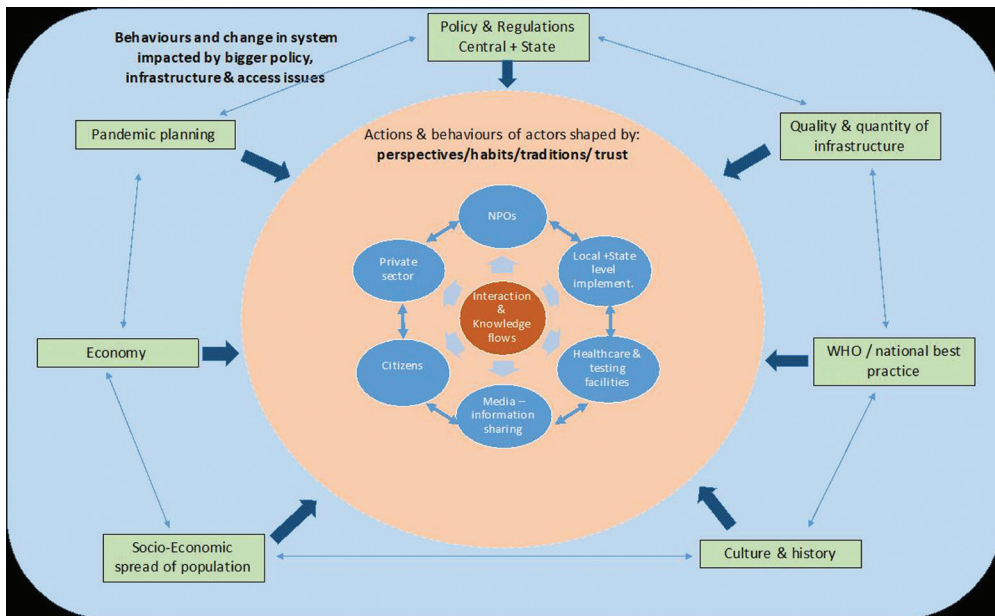 Policy & Regulations
Central + State
Behaviours and change in system
impacted by bigger policy,
infrastructure & access issues
Pandemic planning
Quality & quantity of
infrastructure
Actions & behaviours of actors shaped by:
perspectives/habits/traditions/ trust
NPOs
Private
sector
Local +State
level
implement.
Interaction
&
Knowledge
flows
Citizens
Healthcare &
testing
facilities
Media –
information
sharing
Economy
WHO / national best
practice
Socio-Economic
spread of population
Culture & history